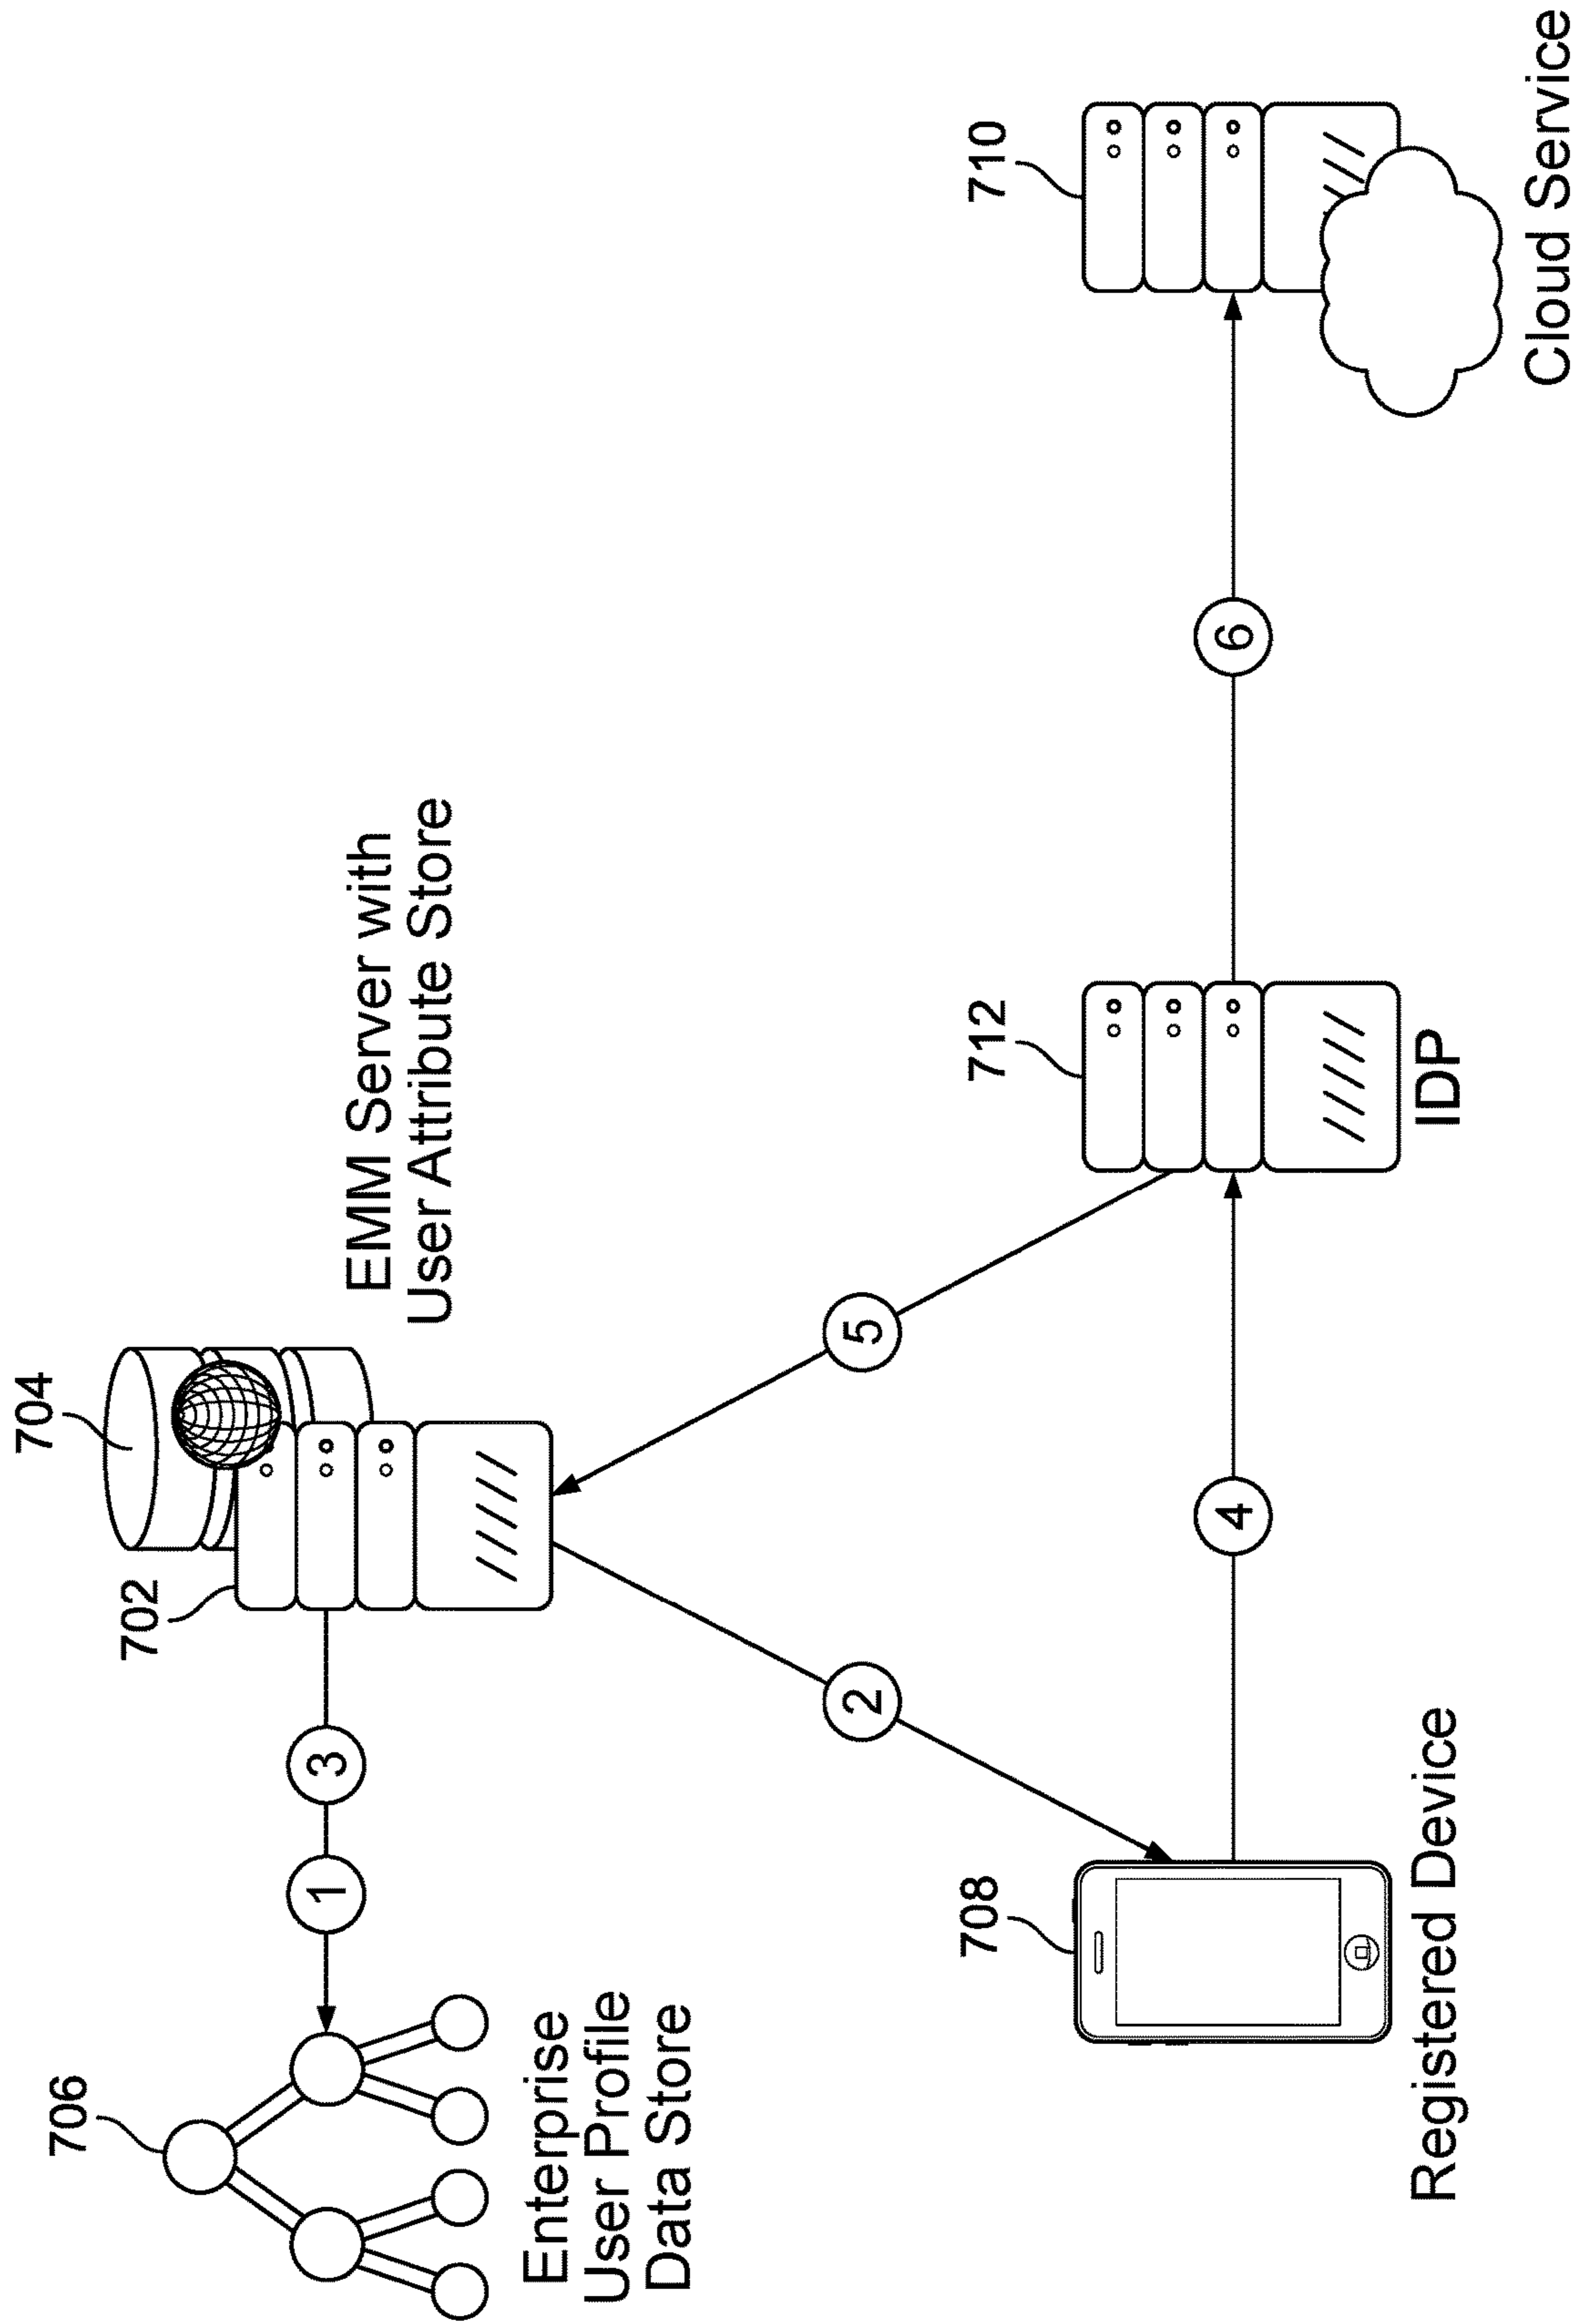 704
702
EMM Server with
User Attribute Store
706
3
1
Enterprise
User Profile
Data Store
2
5
708
Registered Device
4
712
IDP
6
710
Cloud Service